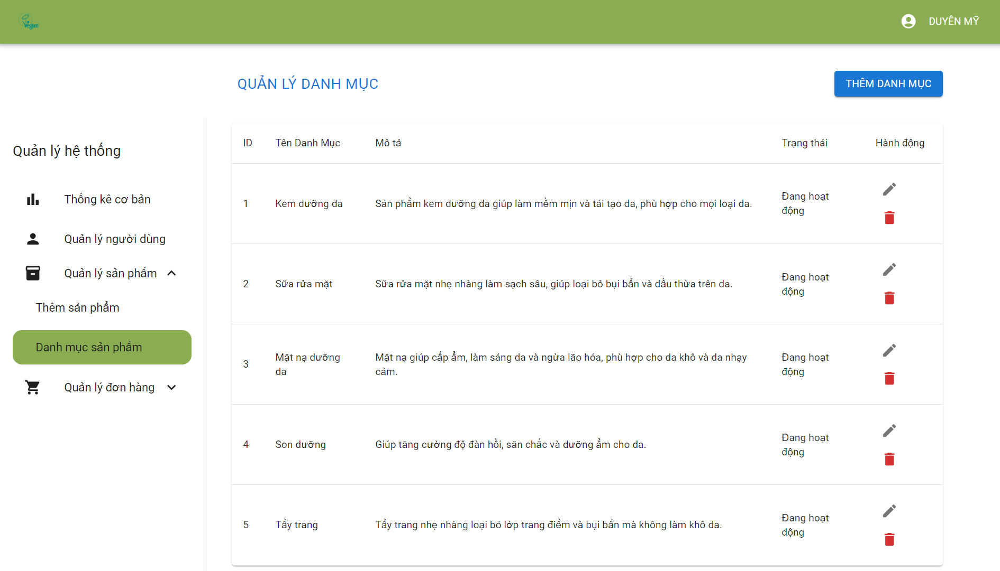 Vegan
DUYÊN MỸ
QUẢN LÝ DANH MỤC
THÊM DANH MỤC
Quản lý hệ thống
Thống kê cơ bản
Quản lý người dùng
Quản lý sản phẩm
Thêm sản phẩm
Danh mục sản phẩm
Quản lý đơn hàng
ID Tên Danh Mục Mô tả Trạng thái Hành động
1 Kem dưỡng da Sản phẩm kem dưỡng da giúp làm mềm mịn và tái tạo da, phù hợp cho mọi loại da. Đang hoạt
động
2 Sữa rửa mặt Sữa rửa mặt nhẹ nhàng làm sạch sâu, giúp loại bỏ bụi bẩn và dầu thừa trên da. Đang hoạt
động
3 Mặt nạ dưỡng Mặt nạ giúp cấp ẩm, làm sáng da và ngừa lão hóa, phù hợp cho da khô và da nhạy Đang hoạt
da cảm. động
4 Son dưỡng Giúp tăng cường độ đàn hồi, săn chắc và dưỡng ẩm cho da. Đang hoạt
động
5 Tẩy trang Tẩy trang nhẹ nhàng loại bỏ lớp trang điểm và bụi bẩn mà không làm khô da. Đang hoạt
động